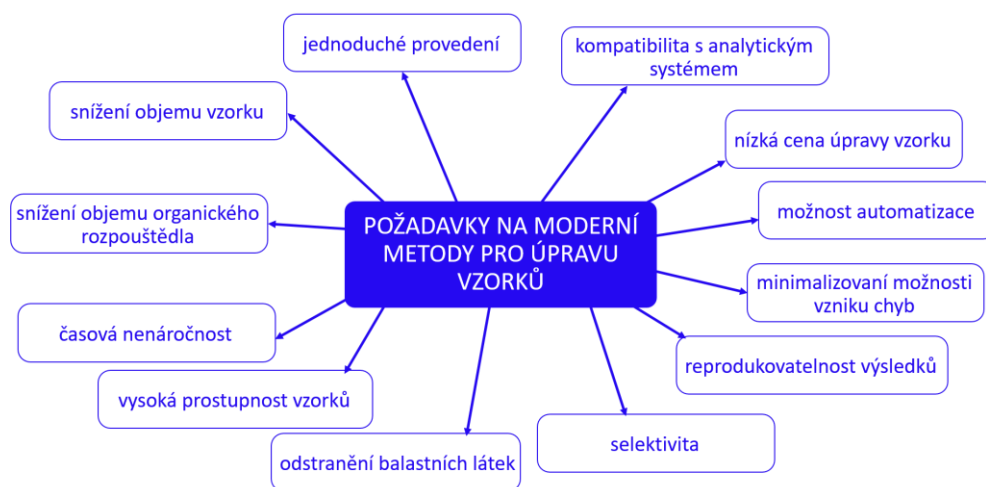 jednoduché provedení
kompatibilita s analytickým
systémem
snížení objemu vzorku
nízká cena úpravy vzorku
snížení objemu organického
rozpouštědla
POŽADAVKY NA MODERNÍ
METODY PRO ÚPRAVU
VZORKŮ
možnost automatizace
minimalizovaní možnosti
vzniku chyb
časová nenáročnost
reprodukovatelnost výsledků
vysoká prostupnost vzorků
selektivita
odstranění balastních látek